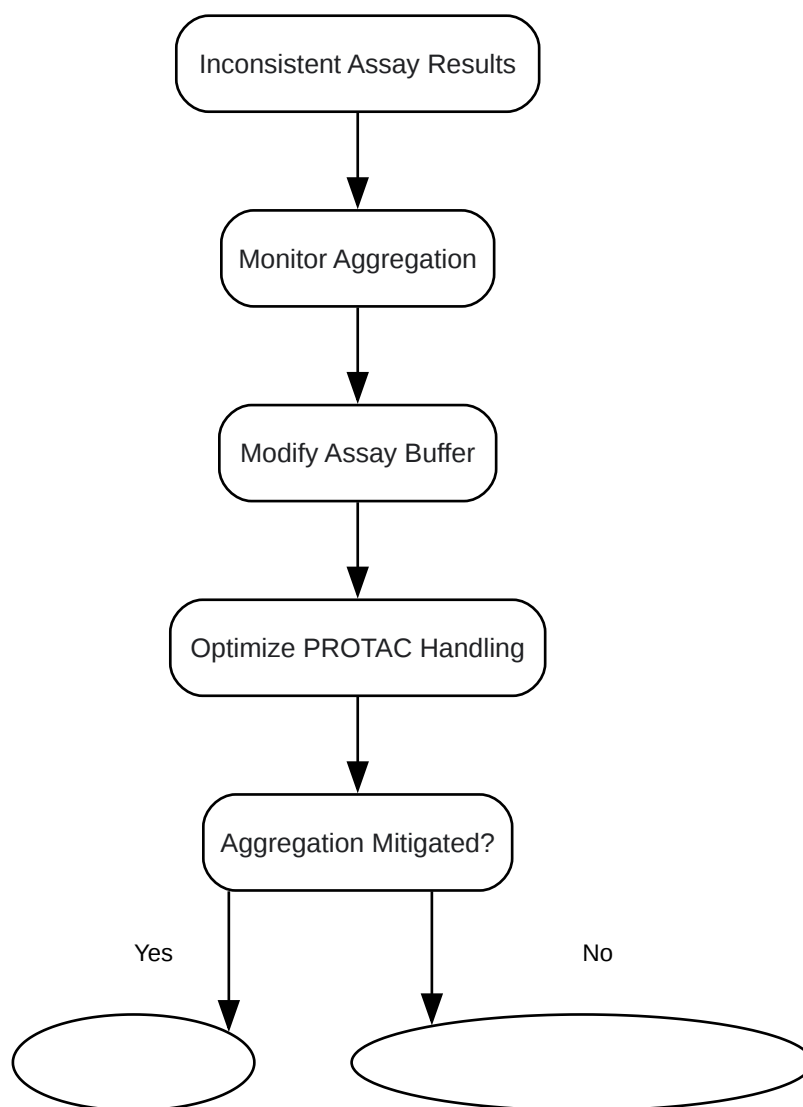 Inconsistent Assay Results
Monitor Aggregation
Modify Assay Buffer
Optimize PROTAC Handling
Aggregation Mitigated?
Yes
No